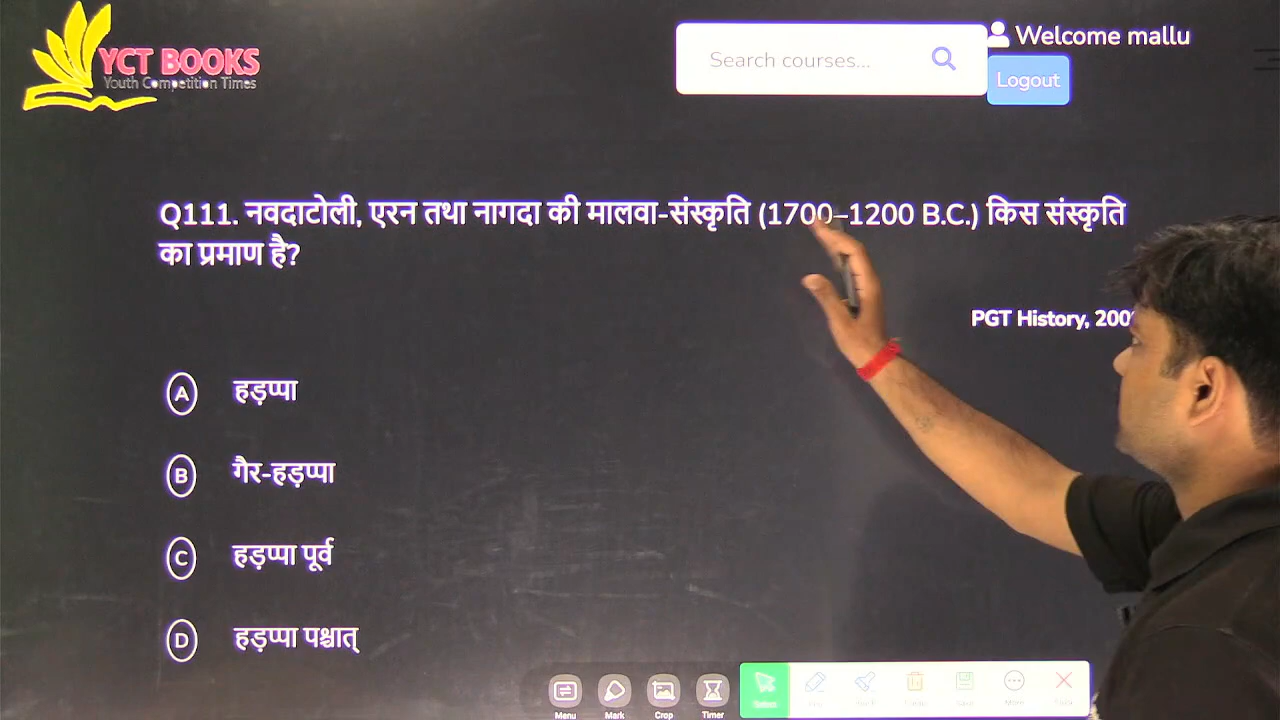 YCT BOOKS
Youth Competition Times
Search courses...
Welcome mallu
Logout
Q111. नवदाटोली, एरन तथा नागदा की मालवा-संस्कृति (1700–1200 B.C.) किस संस्कृति
का प्रमाण है?
PGT History,
A हड़प्पा
B गैर-हड़प्पा
C हड़प्पा पूर्व
D हड़प्पा पश्चात्
Menu Mark Crop Timer Select